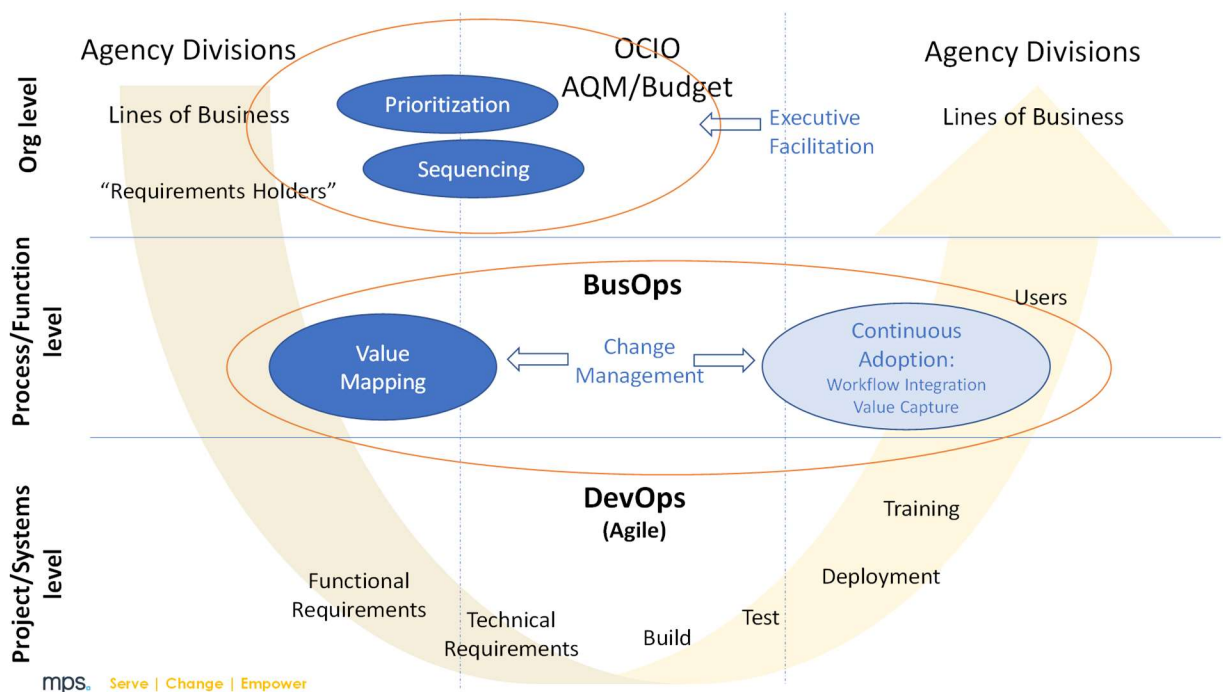 Org level
Agency Divisions
Lines of Business
“Requirements Holders”
Prioritization
Sequencing
OCIO
AQM/Budget
Executive
Facilitation
Agency Divisions
Lines of Business
Process/Function
level
BusOps
Value
Mapping
Change
Management
Users
Continuous
Adoption:
Workflow Integration
Value Capture
Project/Systems
level
DevOps
(Agile)
Functional
Requirements
Technical
Requirements
Build
Test
Deployment
Training
mps. Serve | Change | Empower